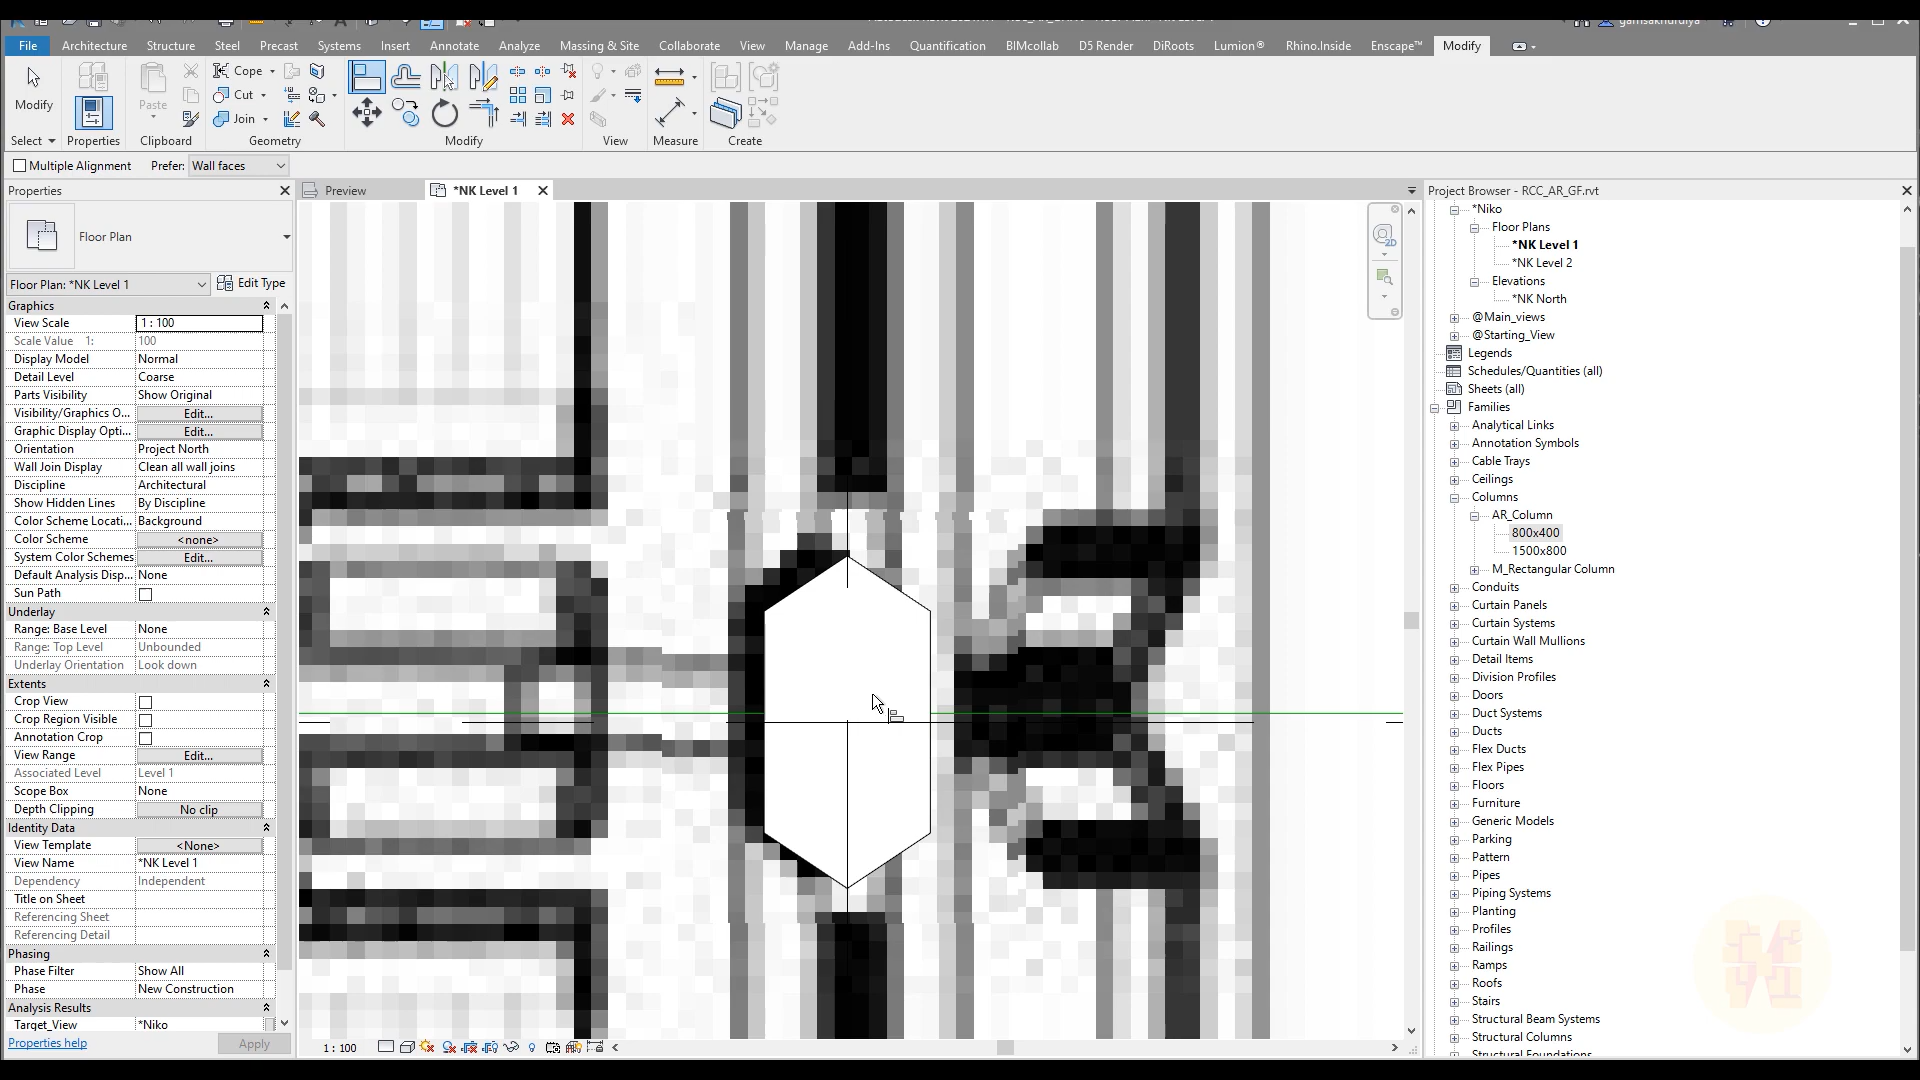 File Architecture Structure Steel Precast Systems Insert Annotate Analyze Massing & Site Collaborate View Manage Add-Ins Quantification BIMcollab D5 Render DiRoots Lumion® Rhino.Inside Enscape™ Modify
Modify
Paste
Cope
Cut
Join
Select Properties Clipboard Geometry Modify View Measure Create
Multiple Alignment Prefer: Wall faces
Properties
Preview
*NK Level 1
Project Browser - RCC_AR_GF.rvt
Floor Plan
Floor Plan: *NK Level 1
Edit Type
Graphics
View Scale 1 : 100
Scale Value 1: 100
Display Model Normal
Detail Level Coarse
Parts Visibility Show Original
Visibility/Graphics O... Edit...
Graphic Display Opti... Edit...
Orientation Project North
Wall Join Display Clean all wall joins
Discipline Architectural
Show Hidden Lines By Discipline
Color Scheme Locati... Background
Color Scheme <none>
System Color Schemes Edit...
Default Analysis Disp... None
Sun Path
Underlay
Range: Base Level None
Range: Top Level Unbounded
Underlay Orientation Look down
Extents
Crop View
Crop Region Visible
Annotation Crop
View Range Edit...
Associated Level Level 1
Scope Box None
Depth Clipping No clip
Identity Data
View Template <None>
View Name *NK Level 1
Dependency Independent
Title on Sheet
Referencing Sheet
Referencing Detail
Phasing
Phase Filter Show All
Phase New Construction
Analysis Results
Target_View *Niko
Properties help
Apply
1 : 100
2D
*Niko
Floor Plans
*NK Level 1
*NK Level 2
Elevations
*NK North
@Main_views
@Starting_View
Legends
Schedules/Quantities (all)
Sheets (all)
Families
Analytical Links
Annotation Symbols
Cable Trays
Ceilings
Columns
AR_Column
800x400
1500x800
M_Rectangular Column
Conduits
Curtain Panels
Curtain Systems
Curtain Wall Mullions
Detail Items
Division Profiles
Doors
Duct Systems
Ducts
Flex Ducts
Flex Pipes
Floors
Furniture
Generic Models
Parking
Pattern
Pipes
Piping Systems
Planting
Profiles
Railings
Ramps
Roofs
Stairs
Structural Beam Systems
Structural Columns
Structural Foundations